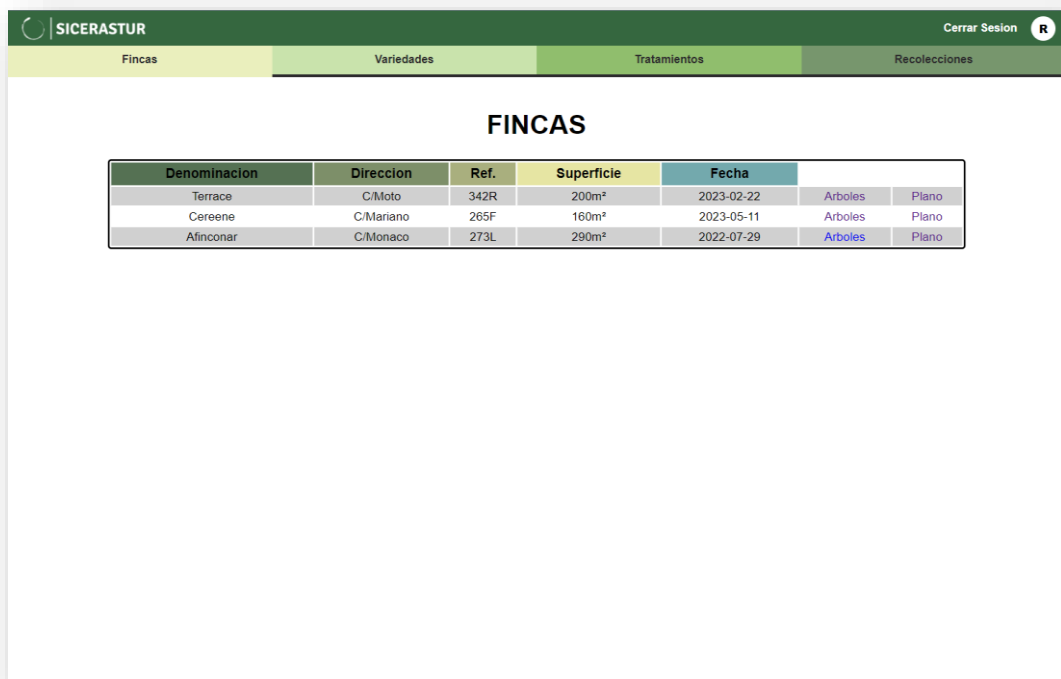 SICERASTUR Cerrar Sesion R
Fincas Variedades Tratamientos Recolecciones
FINCAS
Denominacion Direccion Ref. Superficie Fecha
Terrace C/Moto 342R 200m² 2023-02-22 Arboles Plano
Cereene C/Mariano 265F 160m² 2023-05-11 Arboles Plano
Afinconar C/Monaco 273L 290m² 2022-07-29 Arboles Plano